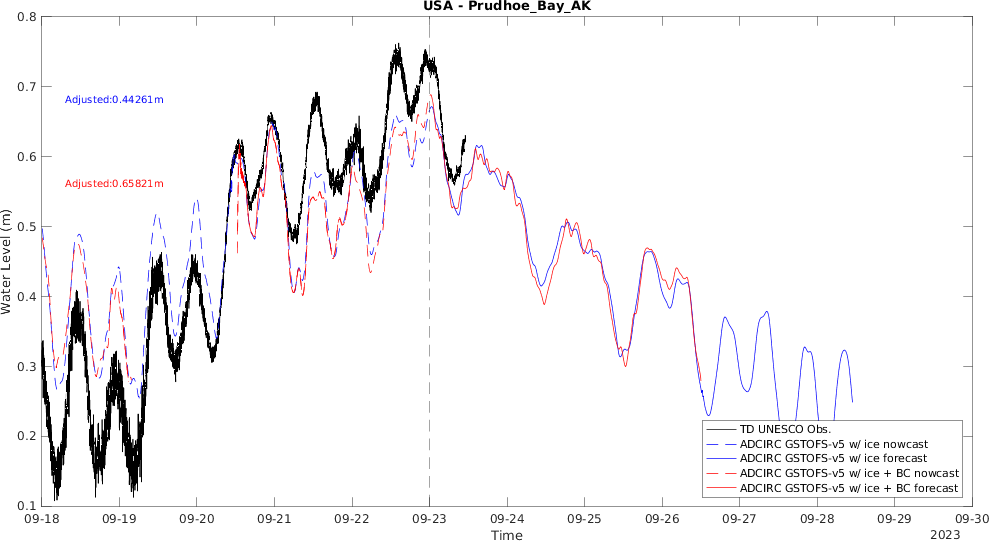 USA - Prudhoe_Bay_AK
0.8
0.7
0.6
0.5
0.4
0.3
0.2
0.1
Water Level (m)
Adjusted:0.44261m
Adjusted:0.65821m
TD UNESCO Obs.
ADCIRC GSTOFS-v5 w/ ice nowcast
ADCIRC GSTOFS-v5 w/ ice forecast
ADCIRC GSTOFS-v5 w/ ice + BC nowcast
ADCIRC GSTOFS-v5 w/ ice + BC forecast
09-18 09-19 09-20 09-21 09-22 09-23 09-24 09-25 09-26 09-27 09-28 09-29 09-30
Time
2023